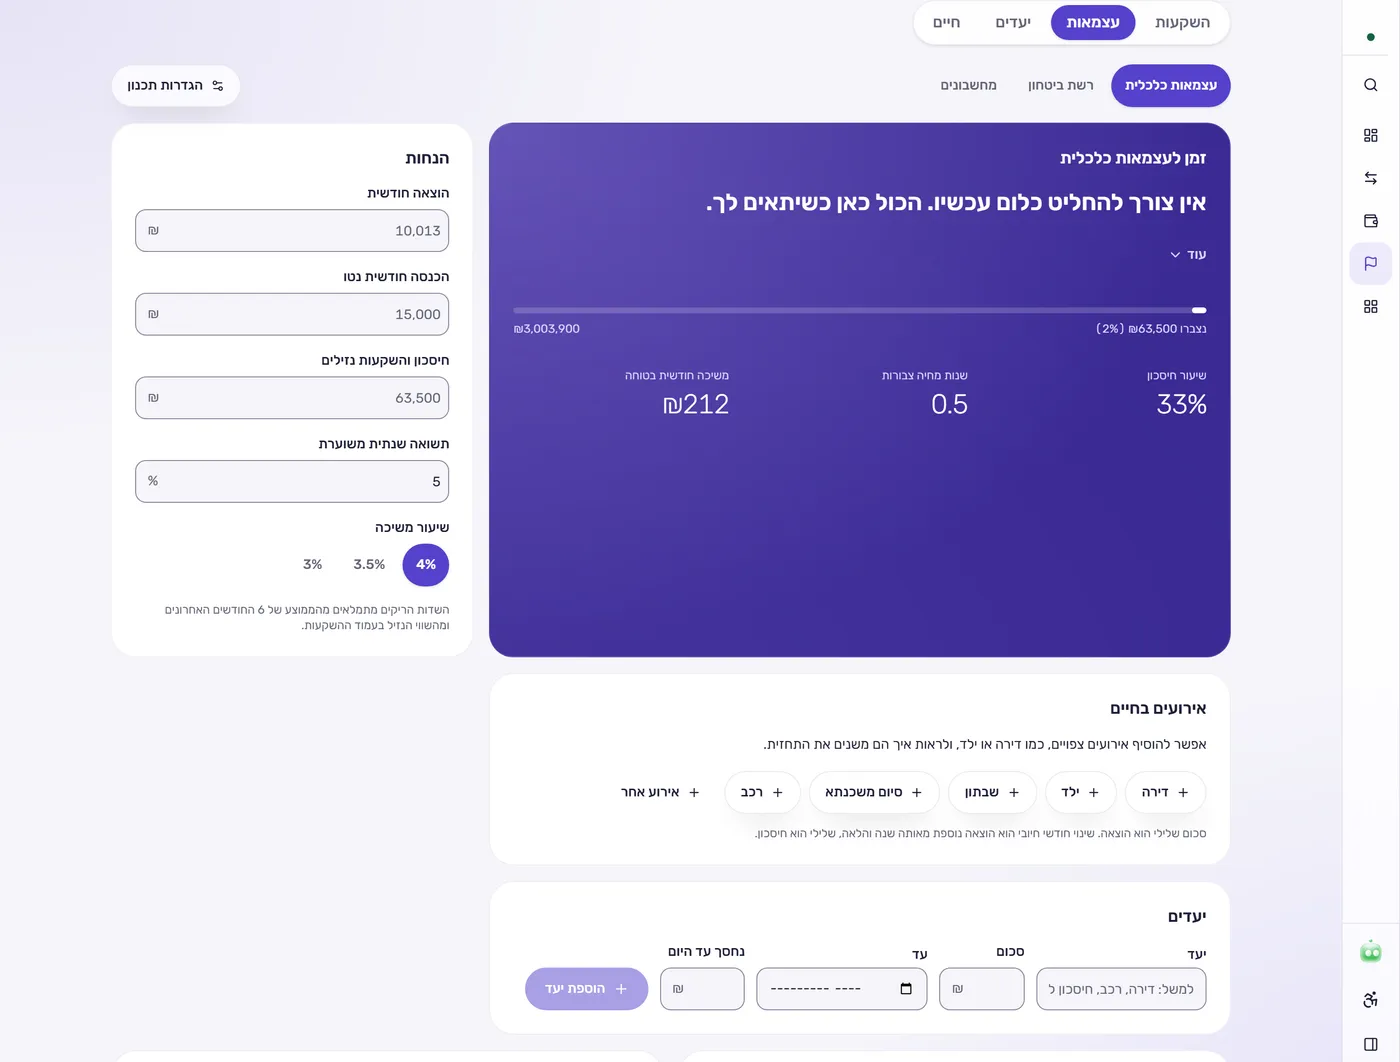 השקעות
עצמאות
יעדים
חיים
עצמאות כלכלית
רשת ביטחון
מחשבונים
הגדרות תכנון
זמן לעצמאות כלכלית
אין צורך להחליט כלום עכשיו. הכול כאן כשיתאים לך.
עוד
נצברו ₪63,500 (2%)
₪3,003,900
שיעור חיסכון
33%
שנות מחיה צבורות
0.5
משיכה חודשית בטוחה
₪212
הנחות
הוצאה חודשית
10,013 ₪
הכנסה חודשית נטו
15,000 ₪
חיסכון והשקעות נזילים
63,500 ₪
תשואה שנתית משוערת
5 %
שיעור משיכה
4%
3.5%
3%
השדות הריקים מתמלאים מהממוצע של 6 החודשים האחרונים
ומהשווי הנזיל בעמוד ההשקעות.
אירועים בחיים
אפשר להוסיף אירועים צפויים, כמו דירה או ילד, ולראות איך הם משנים את התחזית.
+ דירה
+ ילד
+ שבתון
+ סיום משכנתא
+ רכב
+ אירוע אחר
סכום שלילי הוא הוצאה. שינוי חודשי חיובי הוא הוצאה נוספת מאותה שנה והלאה, שלילי הוא חיסכון.
יעדים
יעד
למשל: דירה, רכב, חיסכון ל
סכום
₪
עד
--------- ----
נחסך עד היום
₪
+ הוספת יעד